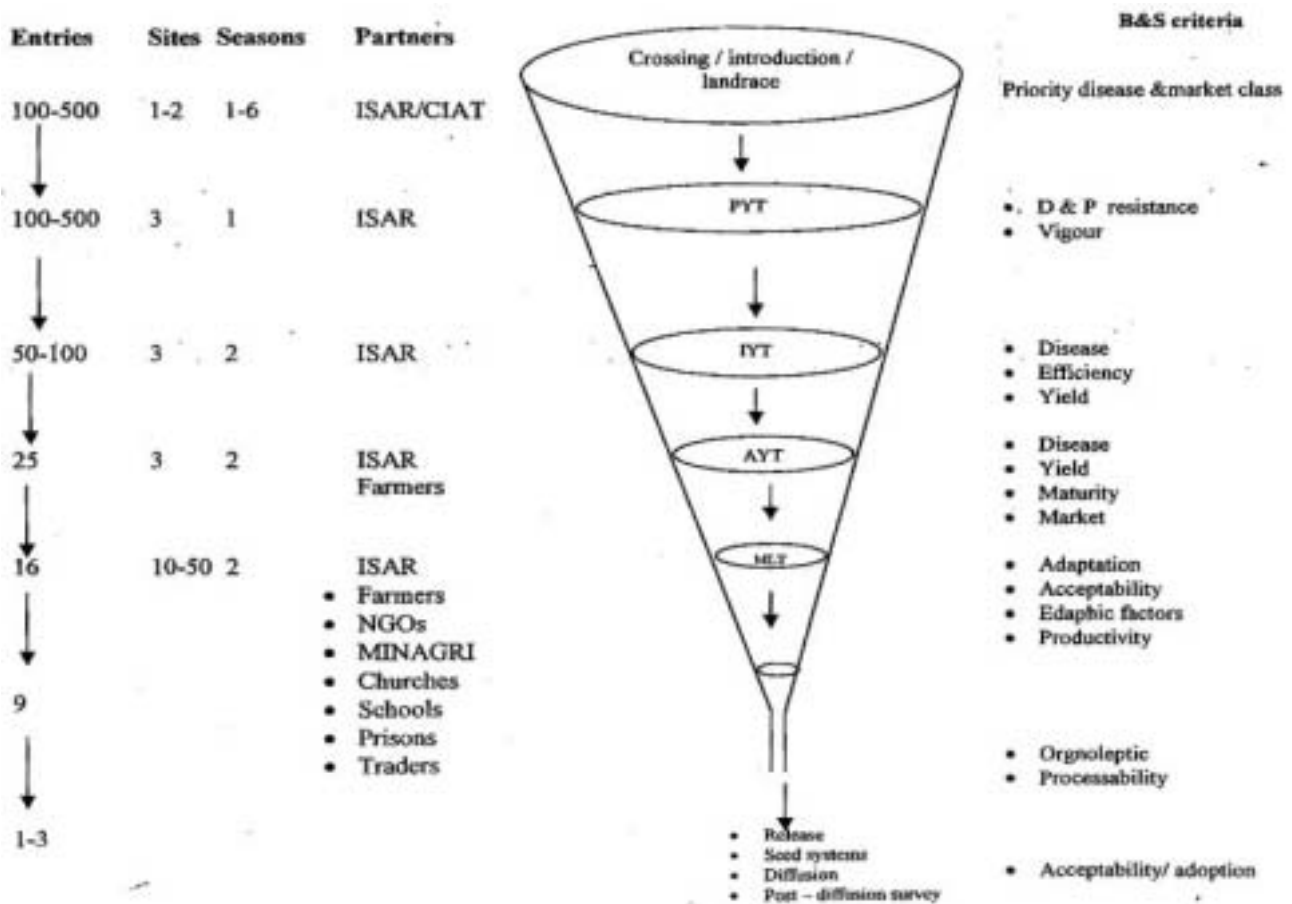 B&S criteria
Entries Sites Seasons Partners
Crossing / introduction /
landrace
Priority disease &market class
100-500 1-2 1-6 ISAR/CIAT
100-500 3 1 ISAR
PYT
• D & P resistance
• Vigour
50-100 3 2 ISAR
IYT
• Disease
• Efficiency
• Yield
25 3 2 ISAR
Farmers
AYT
• Disease
• Yield
• Maturity
• Market
16 10-50 2 ISAR
• Farmers
• NGOs
• MINAGRI
• Churches
• Schools
• Prisons
• Traders
MLT
• Adaptation
• Acceptability
• Edaphic factors
• Productivity
9
• Orgnoleptic
• Processability
1-3
• Release
• Seed systems
• Diffusion
• Post – diffusion survey
• Acceptability/ adoption